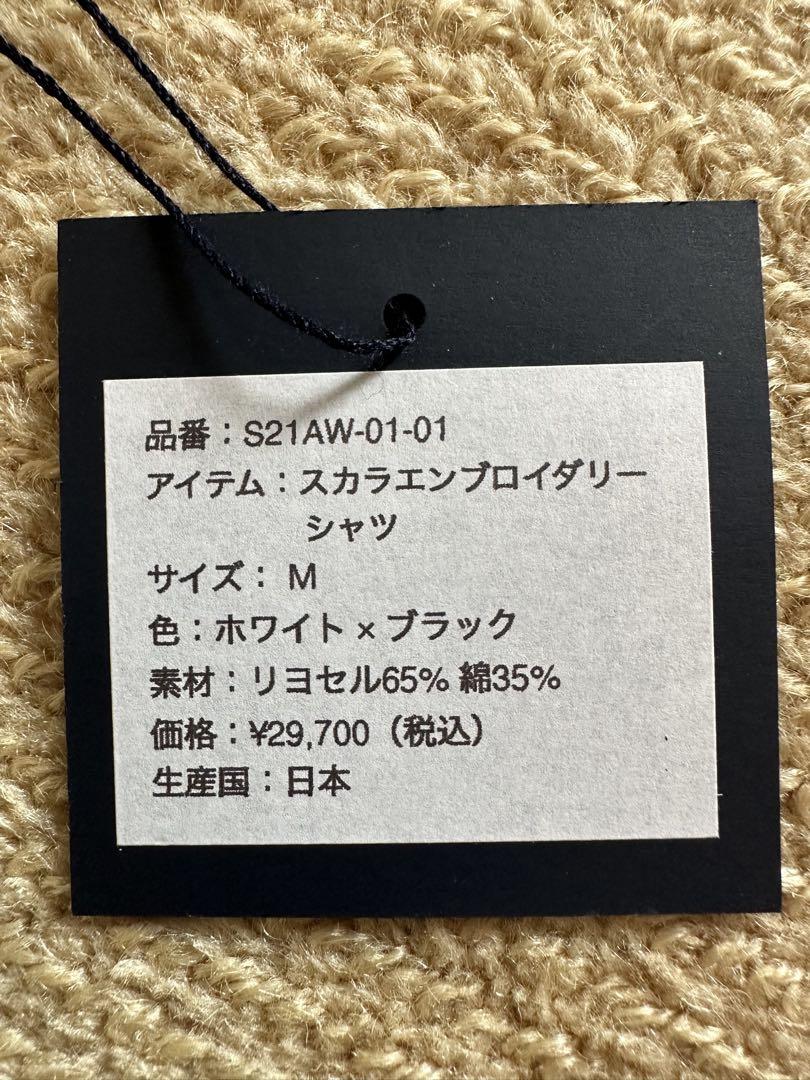 品番：S21AW-01-01
アイテム：スカラエンブロイダリー
シャツ
サイズ： M
色：ホワイト × ブラック
素材：リヨセル65% 綿35%
価格：¥29,700（税込）
生産国：日本